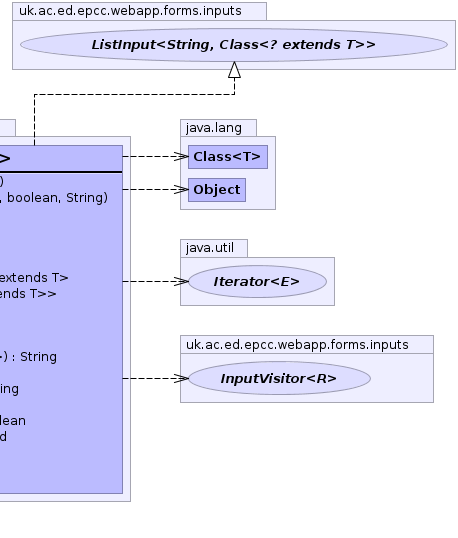 uk.ac.ed.epcc.webapp.forms.inputs
ListInput<String, Class<? extends T>>
java.lang
>
Class<T>
)
Object
, boolean, String)
java.util
extends T>
Iterator<E>
ends T>>
uk.ac.ed.epcc.webapp.forms.inputs
>) : String
InputVisitor<R>
ing
lean
d